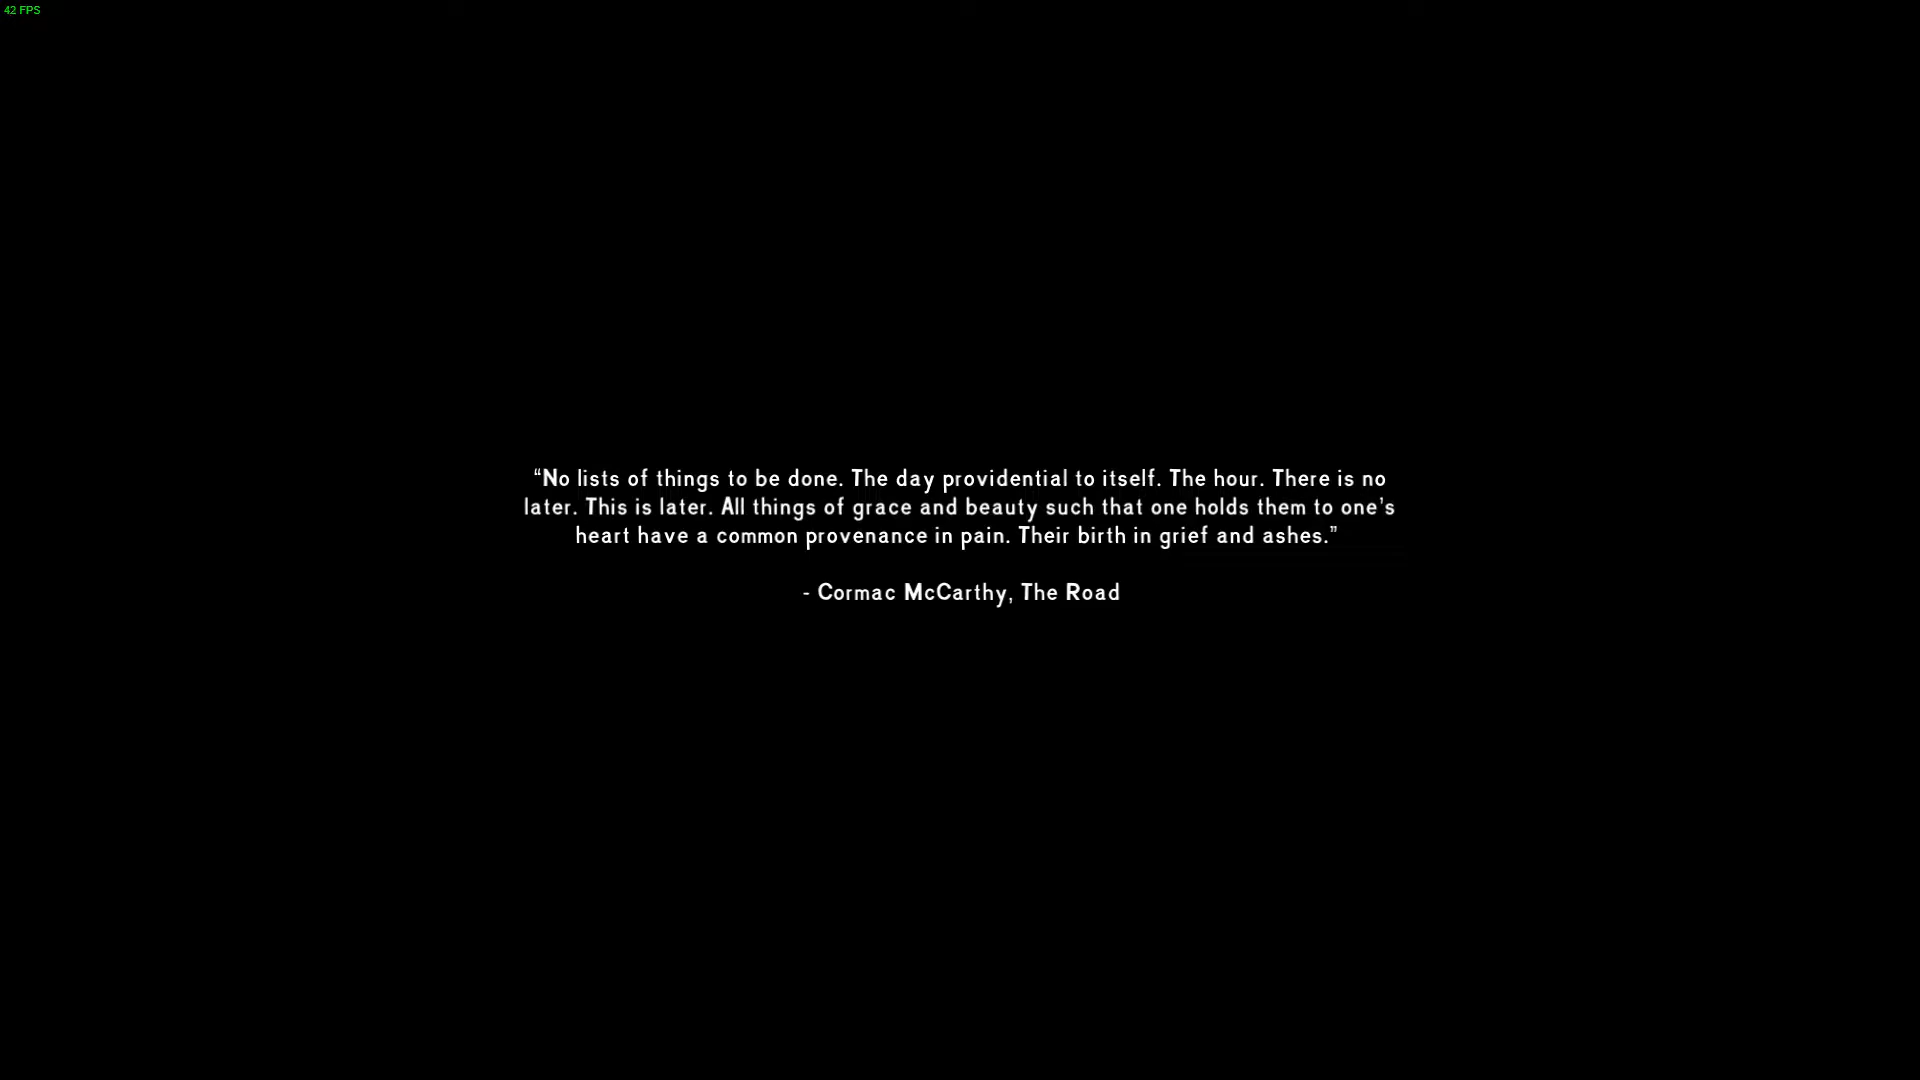 42 FPS
“No lists of things to be done. The day providential to itself. The hour. There is no
later. This is later. All things of grace and beauty such that one holds them to one’s
heart have a common provenance in pain. Their birth in grief and ashes.”
- Cormac McCarthy, The Road